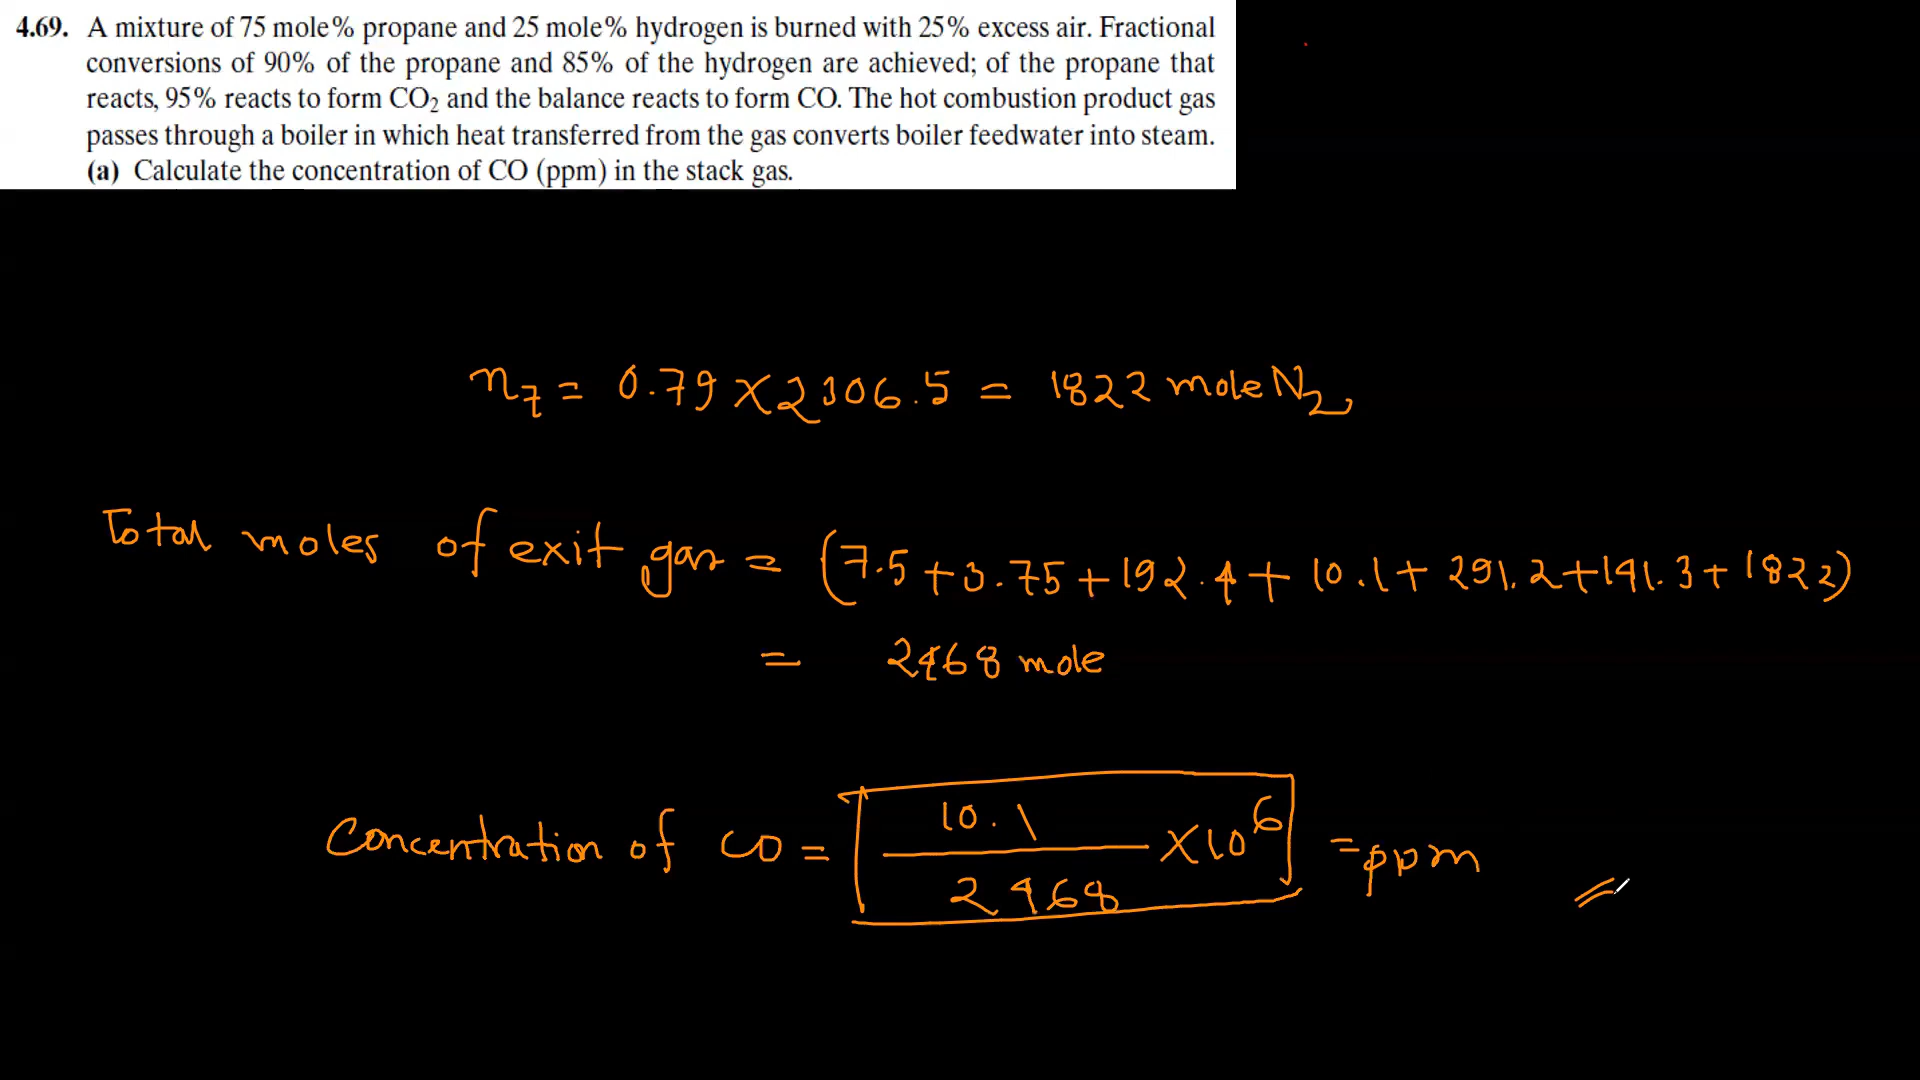 4.69. A mixture of 75 mole% propane and 25 mole% hydrogen is burned with 25% excess air. Fractional
conversions of 90% of the propane and 85% of the hydrogen are achieved; of the propane that
reacts, 95% reacts to form CO₂ and the balance reacts to form CO. The hot combustion product gas
passes through a boiler in which heat transferred from the gas converts boiler feedwater into steam.
(a) Calculate the concentration of CO (ppm) in the stack gas.
n₇ = 0.79 × 2306.5 = 1822 mole N₂
Total moles of exit gas = (7.5 + 3.75 + 192.4 + 10.1 + 291.2 + 141.3 + 1822)
= 2468 mole
Concentration of CO = [10.1 / 2468 × 10⁶] = ppm